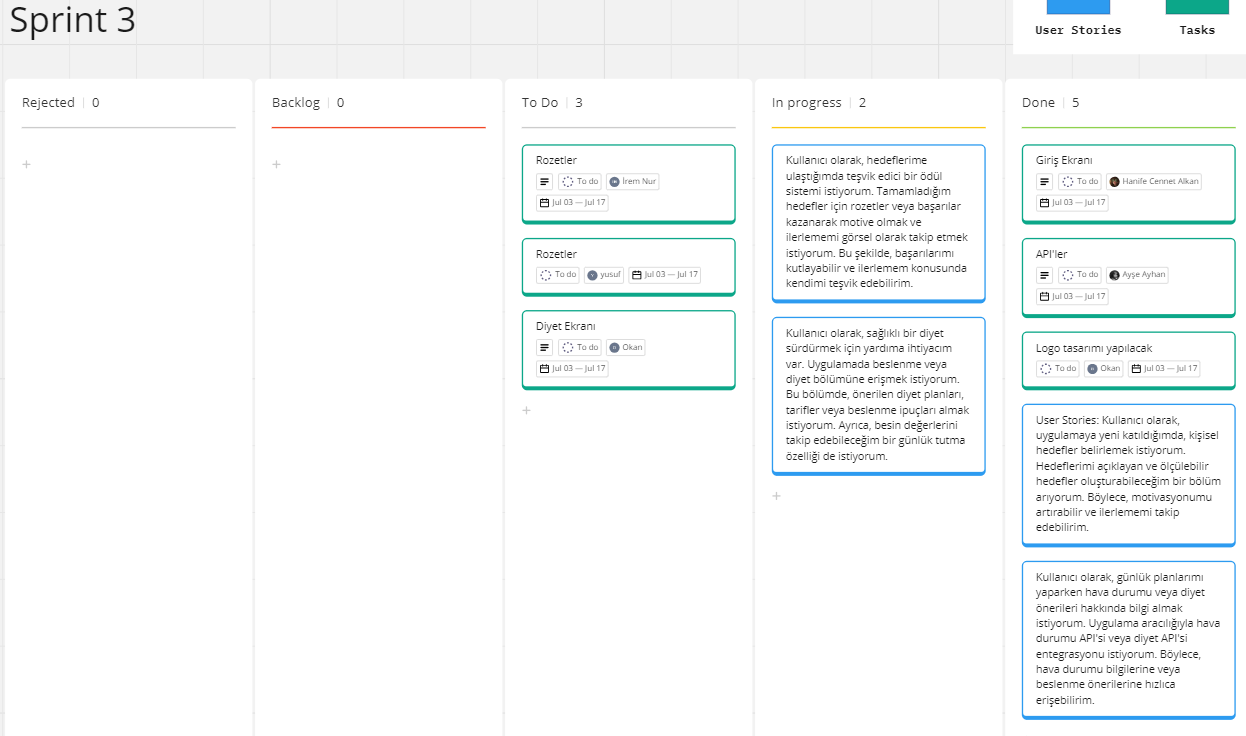 Sprint 3
User Stories
Tasks
Rejected | 0
Backlog | 0
To Do | 3
In progress | 2
Done | 5
+
+
Rozetler
To do
İrem Nur
Jul 03 — Jul 17
Rozetler
To do
yusuf
Jul 03 — Jul 17
Diyet Ekranı
To do
Okan
Jul 03 — Jul 17
+
Kullanıcı olarak, hedeflerime
ulaştığımda teşvik edici bir ödül
sistemi istiyorum. Tamamladığım
hedefler için rozetler veya başarılar
kazanarak motive olmak ve
ilerlememi görsel olarak takip etmek
istiyorum. Bu şekilde, başarılarımı
kutlayabilir ve ilerlemem konusunda
kendimi teşvik edebilirim.
Kullanıcı olarak, sağlıklı bir diyet
sürdürmek için yardıma ihtiyacım
var. Uygulamada beslenme veya
diyet bölümüne erişmek istiyorum.
Bu bölümde, önerilen diyet planları,
tarifler veya beslenme ipuçları almak
istiyorum. Ayrıca, besin değerlerini
takip edebileceğim bir günlük tutma
özelliği de istiyorum.
+
Giriş Ekranı
To do
Hanife Cennet Alkan
Jul 03 — Jul 17
API'ler
To do
Ayşe Ayhan
Jul 03 — Jul 17
Logo tasarımı yapılacak
To do
Okan
Jul 03 — Jul 17
User Stories: Kullanıcı olarak,
uygulamaya yeni katıldığımda, kişisel
hedefler belirlemek istiyorum.
Hedeflerimi açıklayan ve ölçülebilir
hedefler oluşturabileceğim bir bölüm
arıyorum. Böylece, motivasyonumu
artırabilir ve ilerlememi takip
edebilirim.
Kullanıcı olarak, günlük planlarımı
yaparken hava durumu veya diyet
önerileri hakkında bilgi almak
istiyorum. Uygulama aracılığıyla hava
durumu API'si veya diyet API'si
entegrasyonu istiyorum. Böylece,
hava durumu bilgilerine veya
beslenme önerilerine hızlıca
erişebilirim.